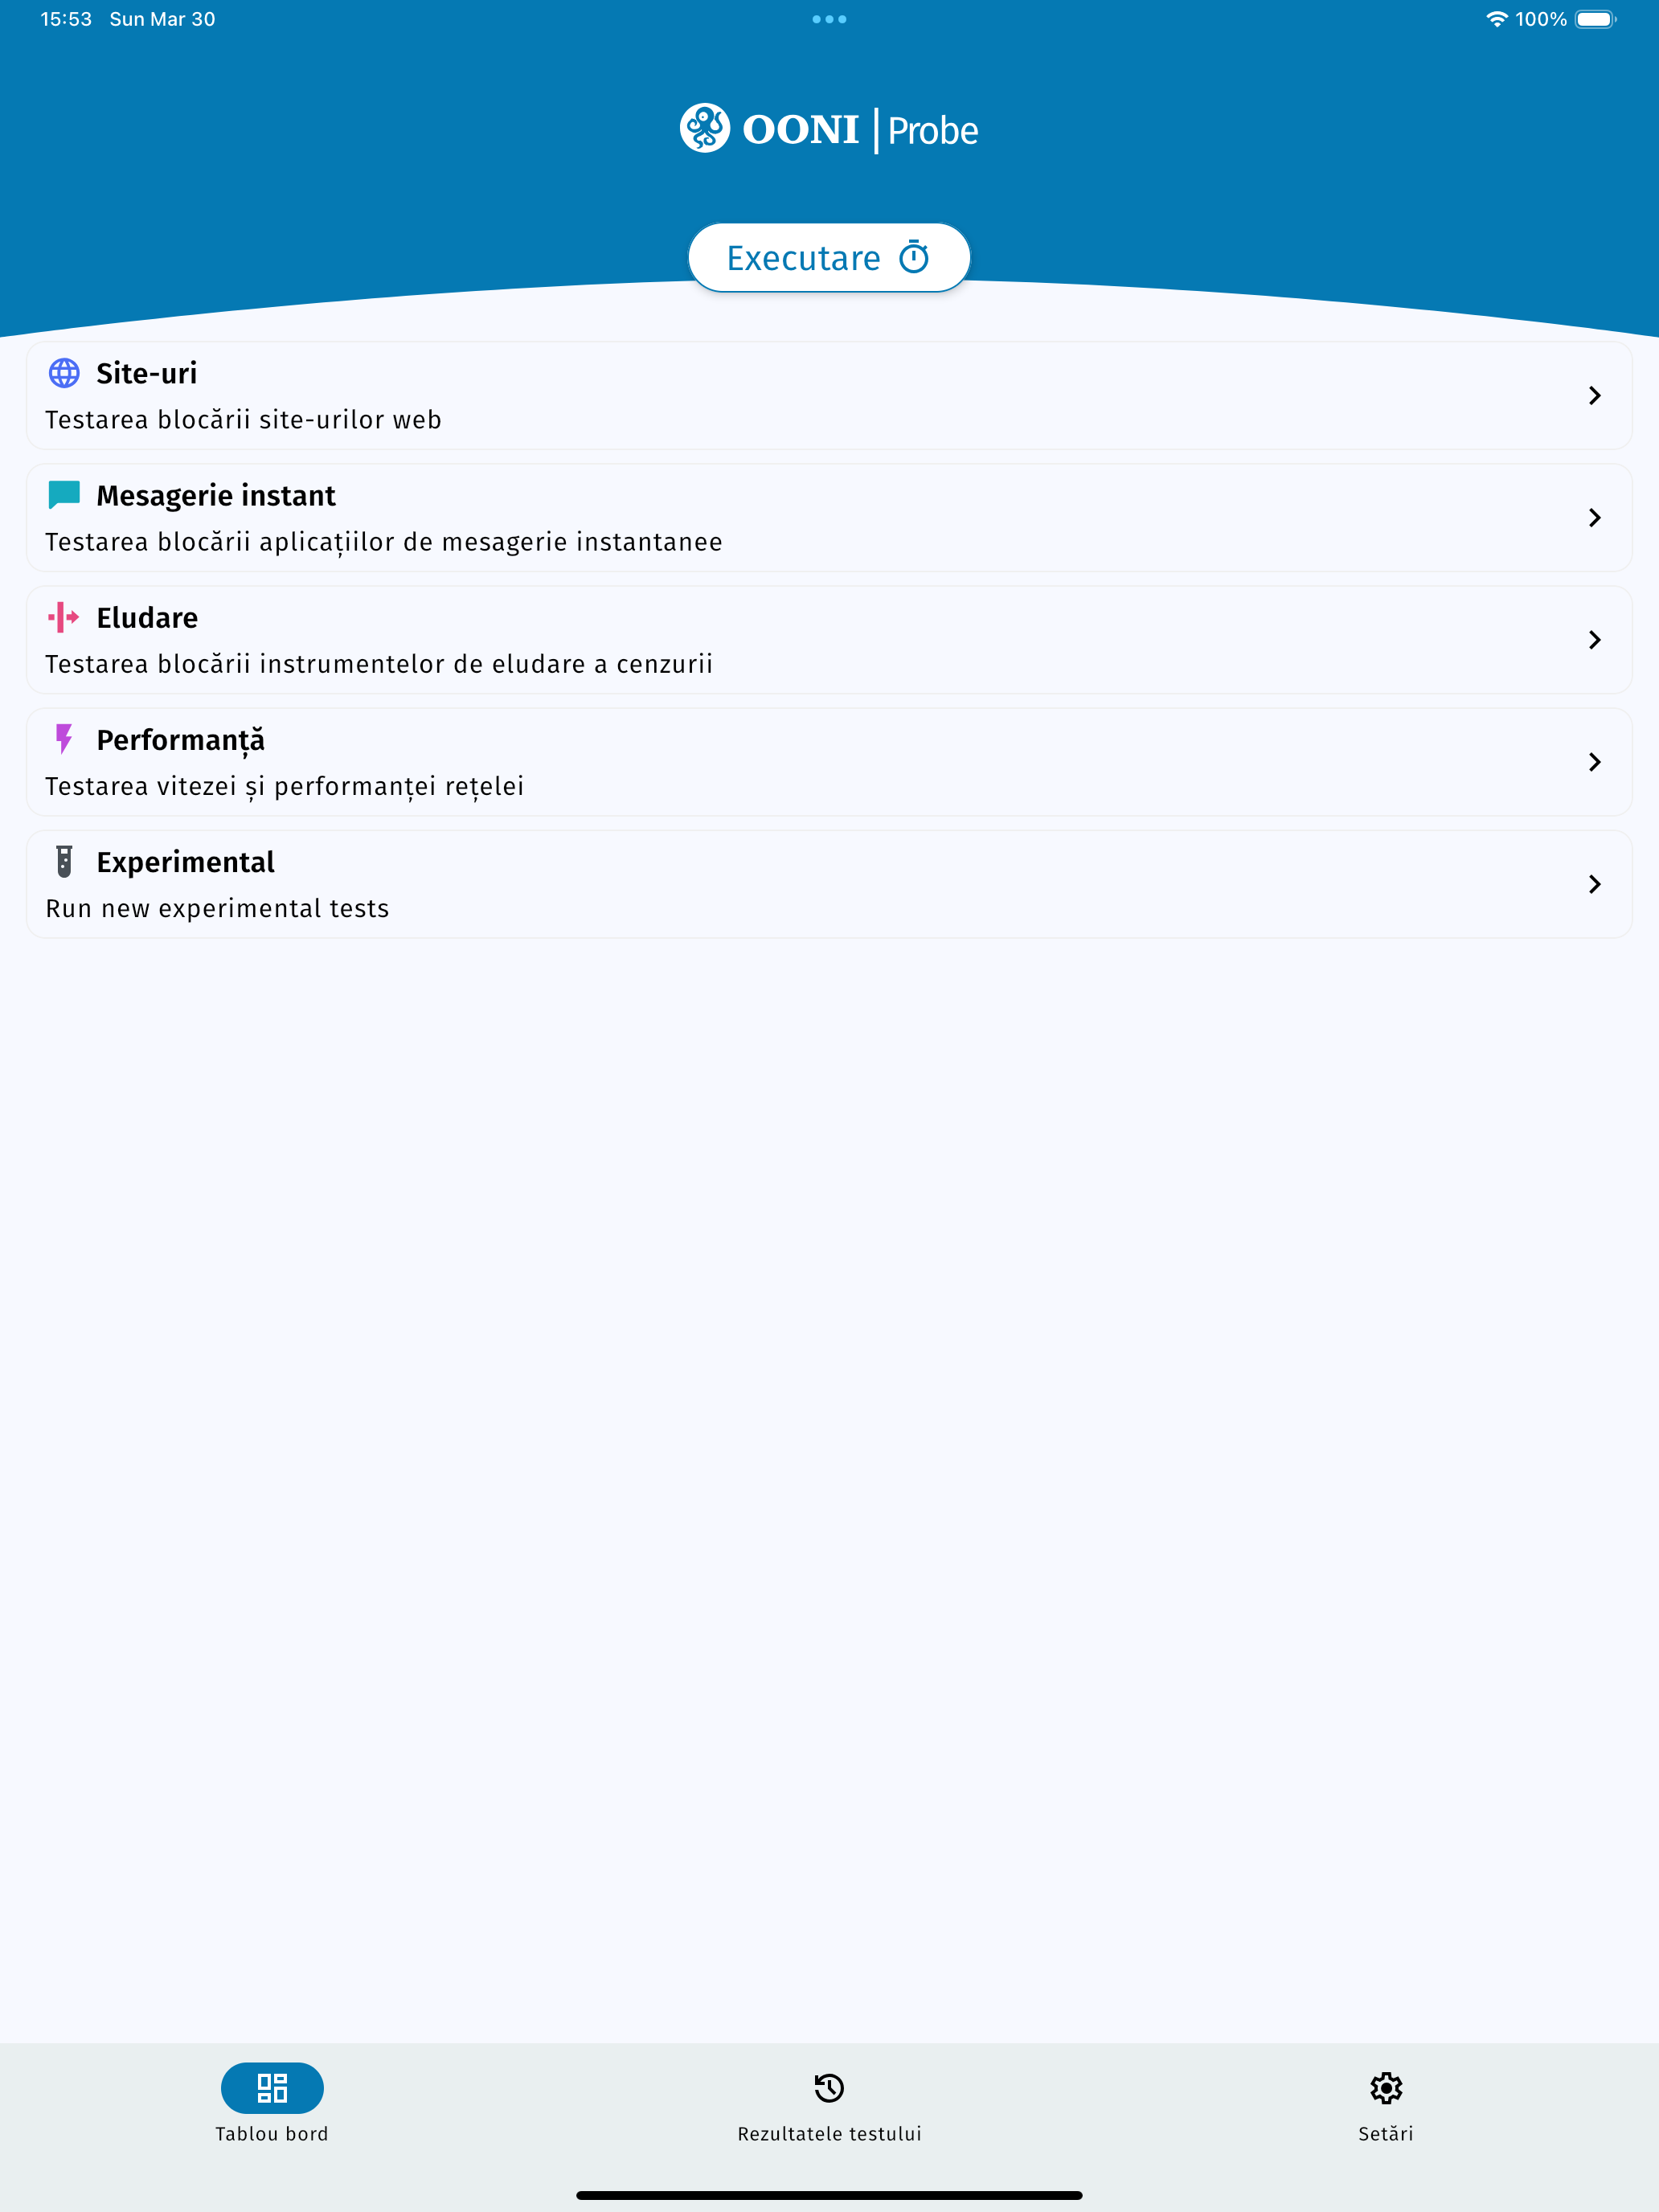 15:53 Sun Mar 30
100%
OONI | Probe
Executare
Site-uri
Testarea blocării site-urilor web
Mesagerie instant
Testarea blocării aplicațiilor de mesagerie instantanee
Eludare
Testarea blocării instrumentelor de eludare a cenzurii
Performanță
Testarea vitezei și performanței rețelei
Experimental
Run new experimental tests
Tablou bord
Rezultatele testului
Setări